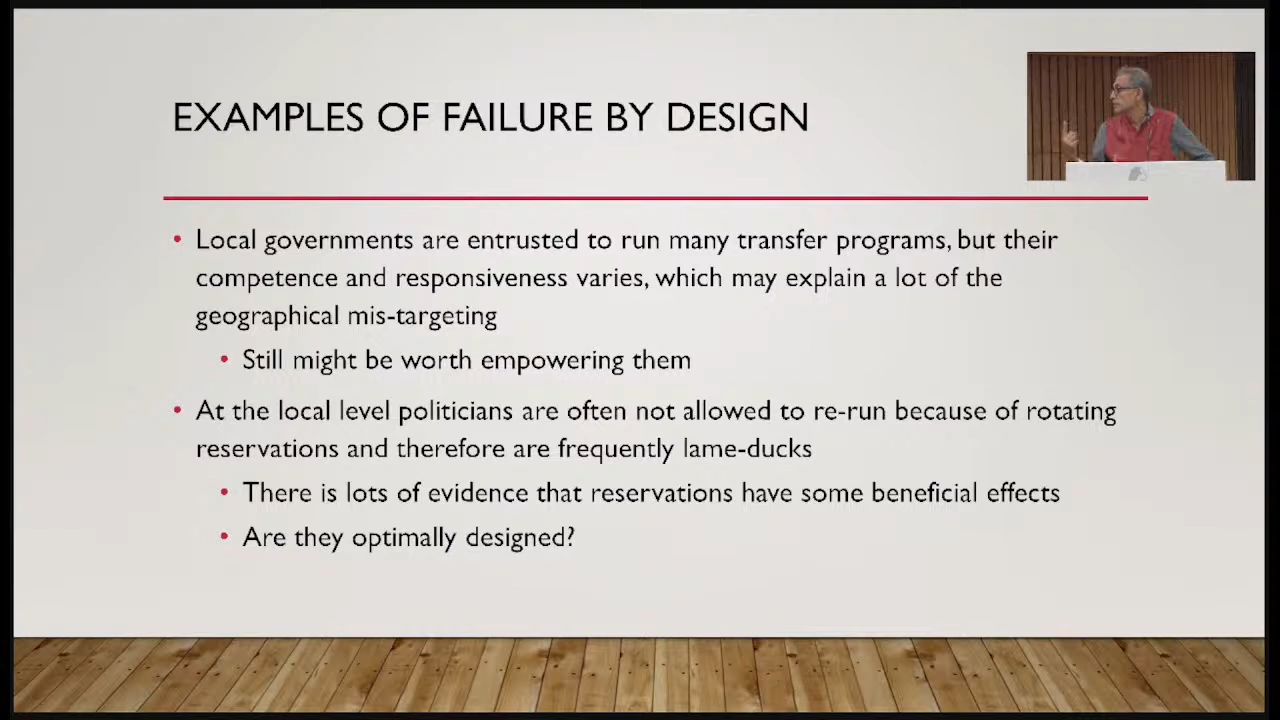 EXAMPLES OF FAILURE BY DESIGN
• Local governments are entrusted to run many transfer programs, but their
competence and responsiveness varies, which may explain a lot of the
geographical mis-targeting
• Still might be worth empowering them
• At the local level politicians are often not allowed to re-run because of rotating
reservations and therefore are frequently lame-ducks
• There is lots of evidence that reservations have some beneficial effects
• Are they optimally designed?